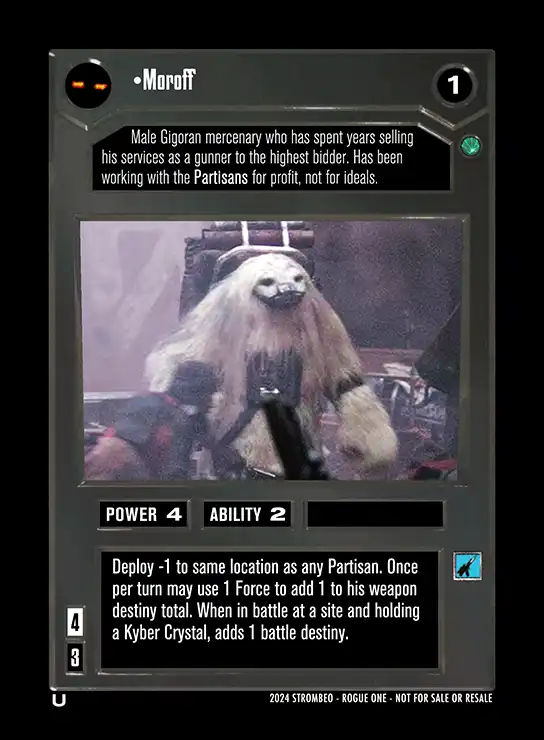 •Moroff
1
Male Gigoran mercenary who has spent years selling
his services as a gunner to the highest bidder. Has been
working with the Partisans for profit, not for ideals.
POWER 4 ABILITY 2
Deploy -1 to same location as any Partisan. Once
per turn may use 1 Force to add 1 to his weapon
destiny total. When in battle at a site and holding
a Kyber Crystal, adds 1 battle destiny.
4
3
U
2024 STROMBEO - ROGUE ONE - NOT FOR SALE OR RESALE